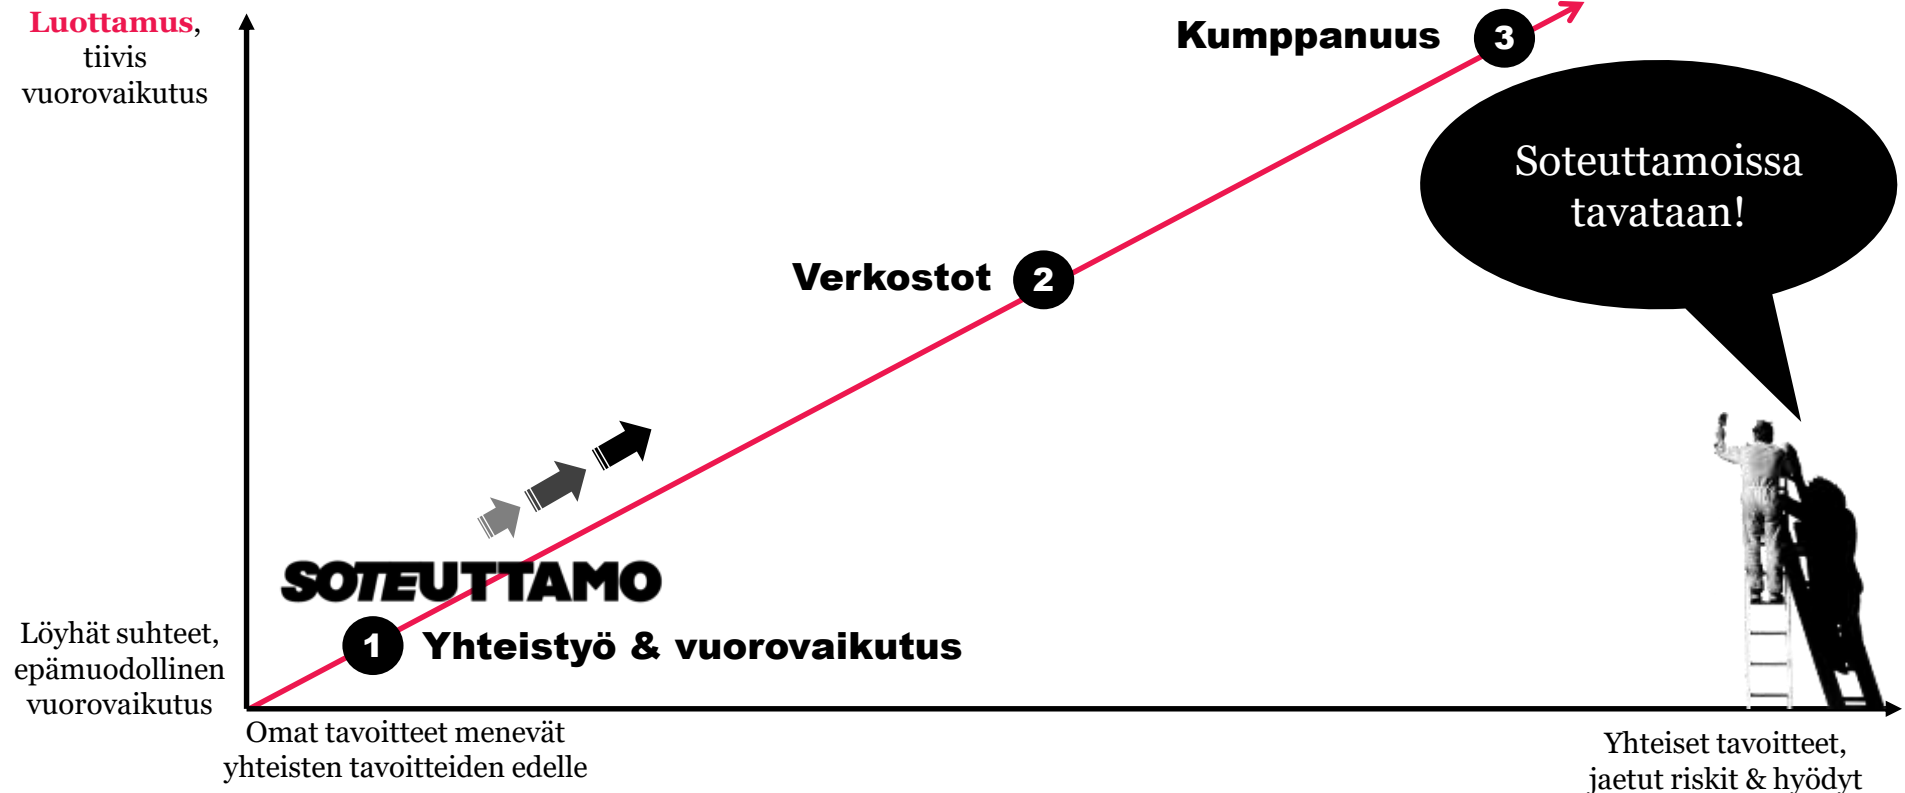 Luottamus,
tiivis
vuorovaikutus
Kumppanuus 3
Soteuttamoissa
tavataan!
Verkostot 2
SOTEUTTAMO
1 Yhteistyö & vuorovaikutus
Löyhät suhteet,
epämuodollinen
vuorovaikutus
Omat tavoitteet menevät
yhteisten tavoitteiden edelle
Yhteiset tavoitteet,
jaetut riskit & hyödyt